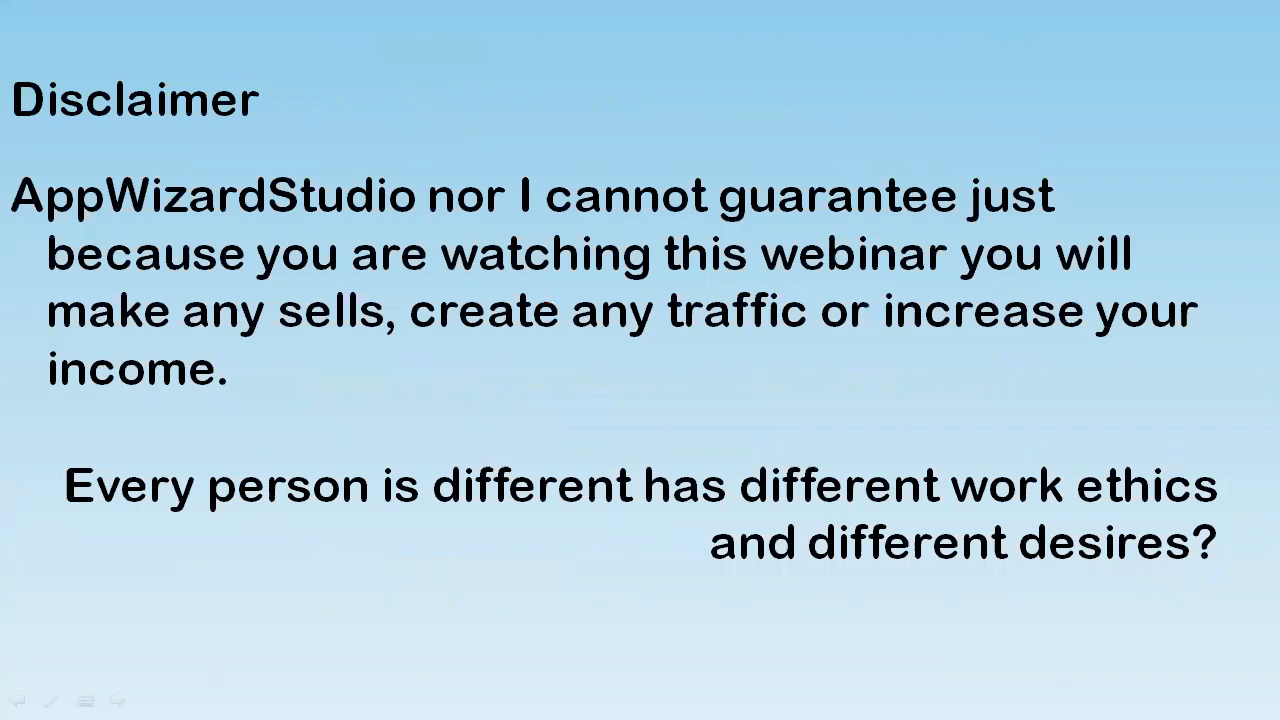 Disclaimer
AppWizardStudio nor I cannot guarantee just
because you are watching this webinar you will
make any sells, create any traffic or increase your
income.
Every person is different has different work ethics
and different desires?